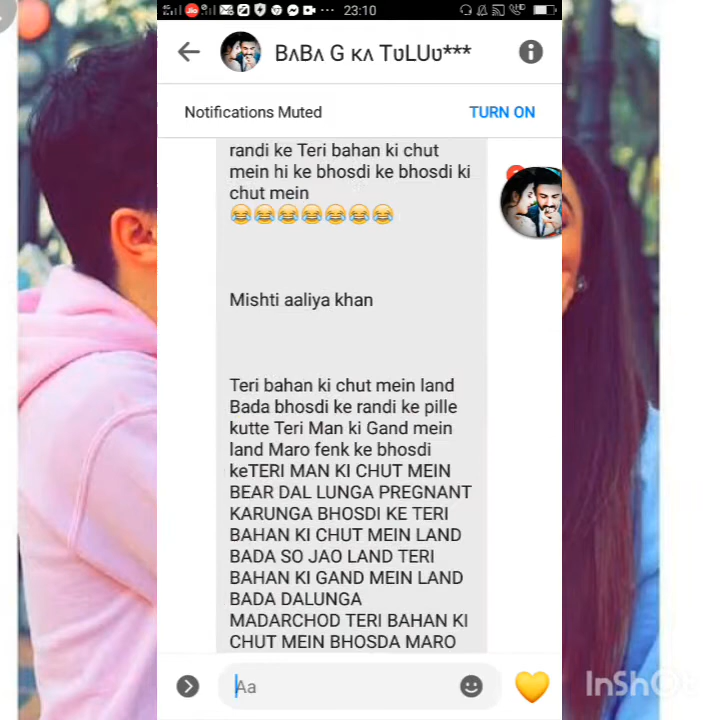 23:10
BʌBʌ G ĸʌ TʋLUʋ***
Notifications Muted
TURN ON
randi ke Teri bahan ki chut
mein hi ke bhosdi ke bhosdi ki
chut mein
😂😂😂😂😂😂😂
Mishti aaliya khan
Teri bahan ki chut mein land
Bada bhosdi ke randi ke pille
kutte Teri Man ki Gand mein
land Maro fenk ke bhosdi
keTERI MAN KI CHUT MEIN
BEAR DAL LUNGA PREGNANT
KARUNGA BHOSDI KE TERI
BAHAN KI CHUT MEIN LAND
BADA SO JAO LAND TERI
BAHAN KI GAND MEIN LAND
BADA DALUNGA
MADARCHOD TERI BAHAN KI
CHUT MEIN BHOSDA MARO
Aa
InShOt